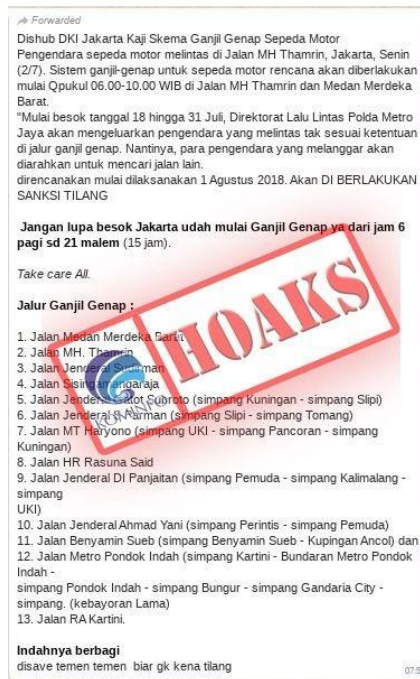 Forwarded
Dishub DKI Jakarta Kaji Skema Ganjil Genap Sepeda Motor
Pengendara sepeda motor melintas di Jalan MH Thamrin, Jakarta, Senin
(2/7). Sistem ganjil-genap untuk sepeda motor rencana akan diberlakukan
mulai Qpukul 06.00-10.00 WIB di Jalan MH Thamrin dan Medan Merdeka
Barat.
"Mulai besok tanggal 18 hingga 31 Juli, Direktorat Lalu Lintas Polda Metro
Jaya akan mengeluarkan pengendara yang melintas tak sesuai ketentuan
di jalur ganjil genap. Nantinya, para pengendara yang melanggar akan
diarahkan untuk mencari jalan lain.
direncanakan mulai dilaksanakan 1 Agustus 2018. Akan DI BERLAKUKAN
SANKSI TILANG
Jangan lupa besok Jakarta udah mulai Ganjil Genap ya dari jam 6
pagi sd 21 malem (15 jam).
Take care All.
Jalur Ganjil Genap :
1. Jalan Medan Merdeka Barat
2. Jalan MH. Thamrin
3. Jalan Jenderal Sudirman
4. Jalan Sisingamangaraja
5. Jalan Jenderal Gatot Subroto (simpang Kuningan - simpang Slipi)
6. Jalan Jenderal S Parman (simpang Slipi - simpang Tomang)
7. Jalan MT Haryono (simpang UKI - simpang Pancoran - simpang
Kuningan)
8. Jalan HR Rasuna Said
9. Jalan Jenderal DI Panjaitan (simpang Pemuda - simpang Kalimalang -
simpang
UKI)
10. Jalan Jenderal Ahmad Yani (simpang Perintis - simpang Pemuda)
11. Jalan Benyamin Sueb (simpang Benyamin Sueb - Kupingan Ancol) dan
12. Jalan Metro Pondok Indah (simpang Kartini - Bundaran Metro Pondok
Indah -
simpang Pondok Indah - simpang Bungur - simpang Gandaria City -
simpang. (kebayoran Lama)
13. Jalan RA Kartini.
Indahnya berbagi
disave temen temen biar gk kena tilang
HOAKS
KOMINFO